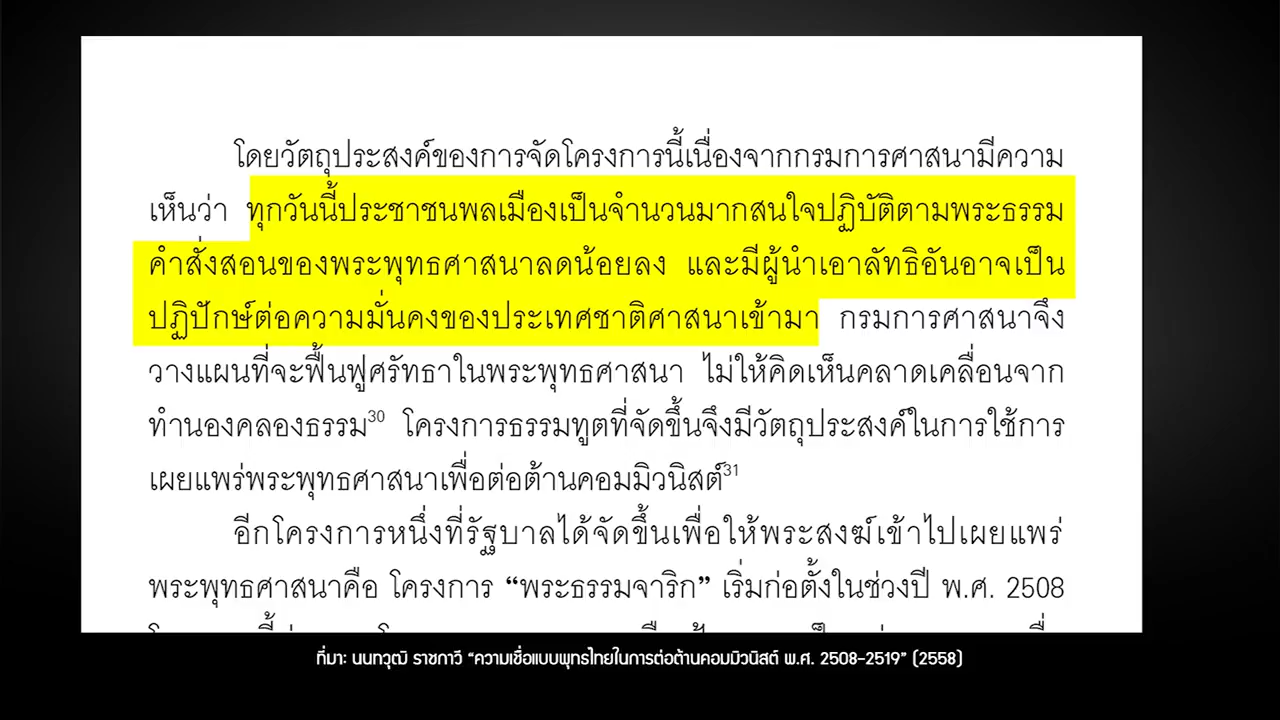 โดยวัตถุประสงค์ของการจัดโครงการนี้เนื่องจากกรมการศาสนามีความ
เห็นว่า ทุกวันนี้ประชาชนพลเมืองเป็นจำนวนมากสนใจปฏิบัติตามพระธรรม
คำสั่งสอนของพระพุทธศาสนาลดน้อยลง และมีผู้นำเอาลัทธิอันอาจเป็น
ปฏิปักษ์ต่อความมั่นคงของประเทศชาติศาสนาเข้ามา กรมการศาสนาจึง
วางแผนที่จะฟื้นฟูศรัทธาในพระพุทธศาสนา ไม่ให้คิดเห็นคลาดเคลื่อนจาก
ทำนองคลองธรรม30 โครงการธรรมทูตที่จัดขึ้นจึงมีวัตถุประสงค์ในการใช้การ
เผยแพร่พระพุทธศาสนาเพื่อต่อต้านคอมมิวนิสต์31
อีกโครงการหนึ่งที่รัฐบาลได้จัดขึ้นเพื่อให้พระสงฆ์เข้าไปเผยแพร่
พระพุทธศาสนาคือ โครงการ “พระธรรมจาริก” เริ่มก่อตั้งในช่วงปี พ.ศ. 2508
ที่มา: นนทวุฒิ ราชกาวี “ความเชื่อแบบพุทธไทยในการต่อต้านคอมมิวนิสต์ พ.ศ. 2508-2519” (2558)